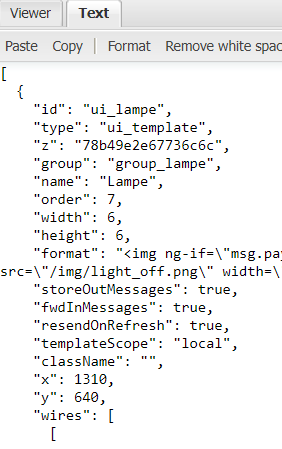 Viewer Text
Paste Copy Format Remove white spac
[
{
"id": "ui_lampe",
"type": "ui_template",
"z": "78b49e2e67736c6c",
"group": "group_lampe",
"name": "Lampe",
"order": 7,
"width": 6,
"height": 6,
"format": "<img ng-if=\"msg.pay
src=\"/img/light_off.png\" width=\
"storeOutMessages": true,
"fwdInMessages": true,
"resendOnRefresh": true,
"templateScope": "local",
"className": "",
"x": 1310,
"y": 640,
"wires": [
[